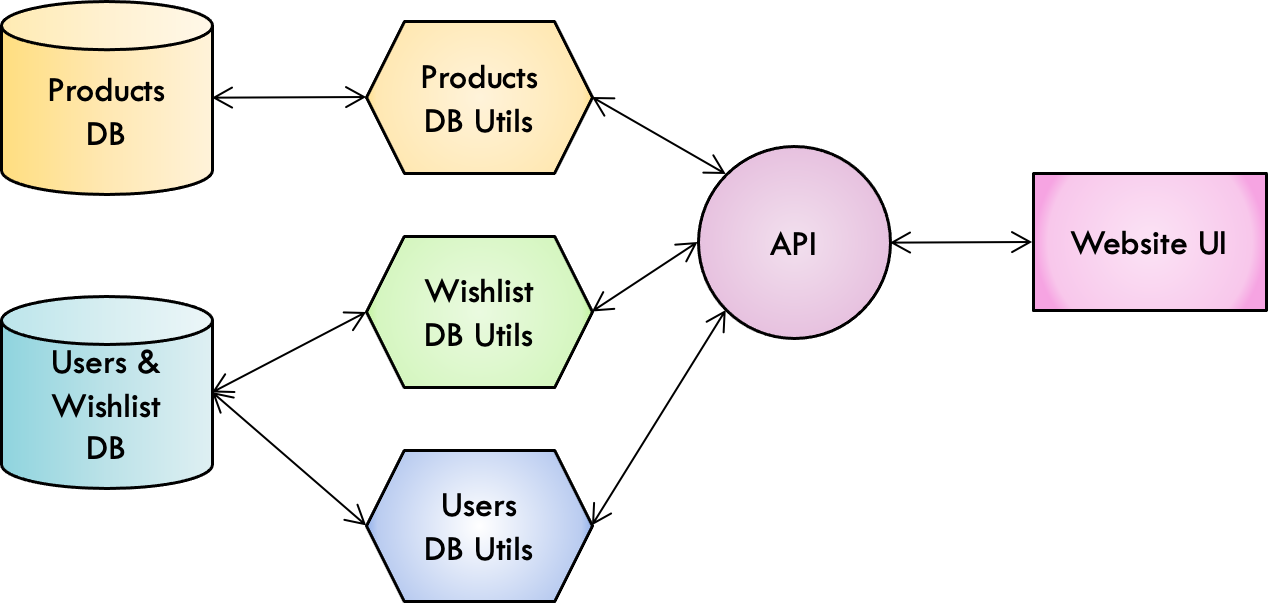 Products
DB
Products
DB Utils
API
Website UI
Wishlist
DB Utils
Users &
Wishlist
DB
Users
DB Utils